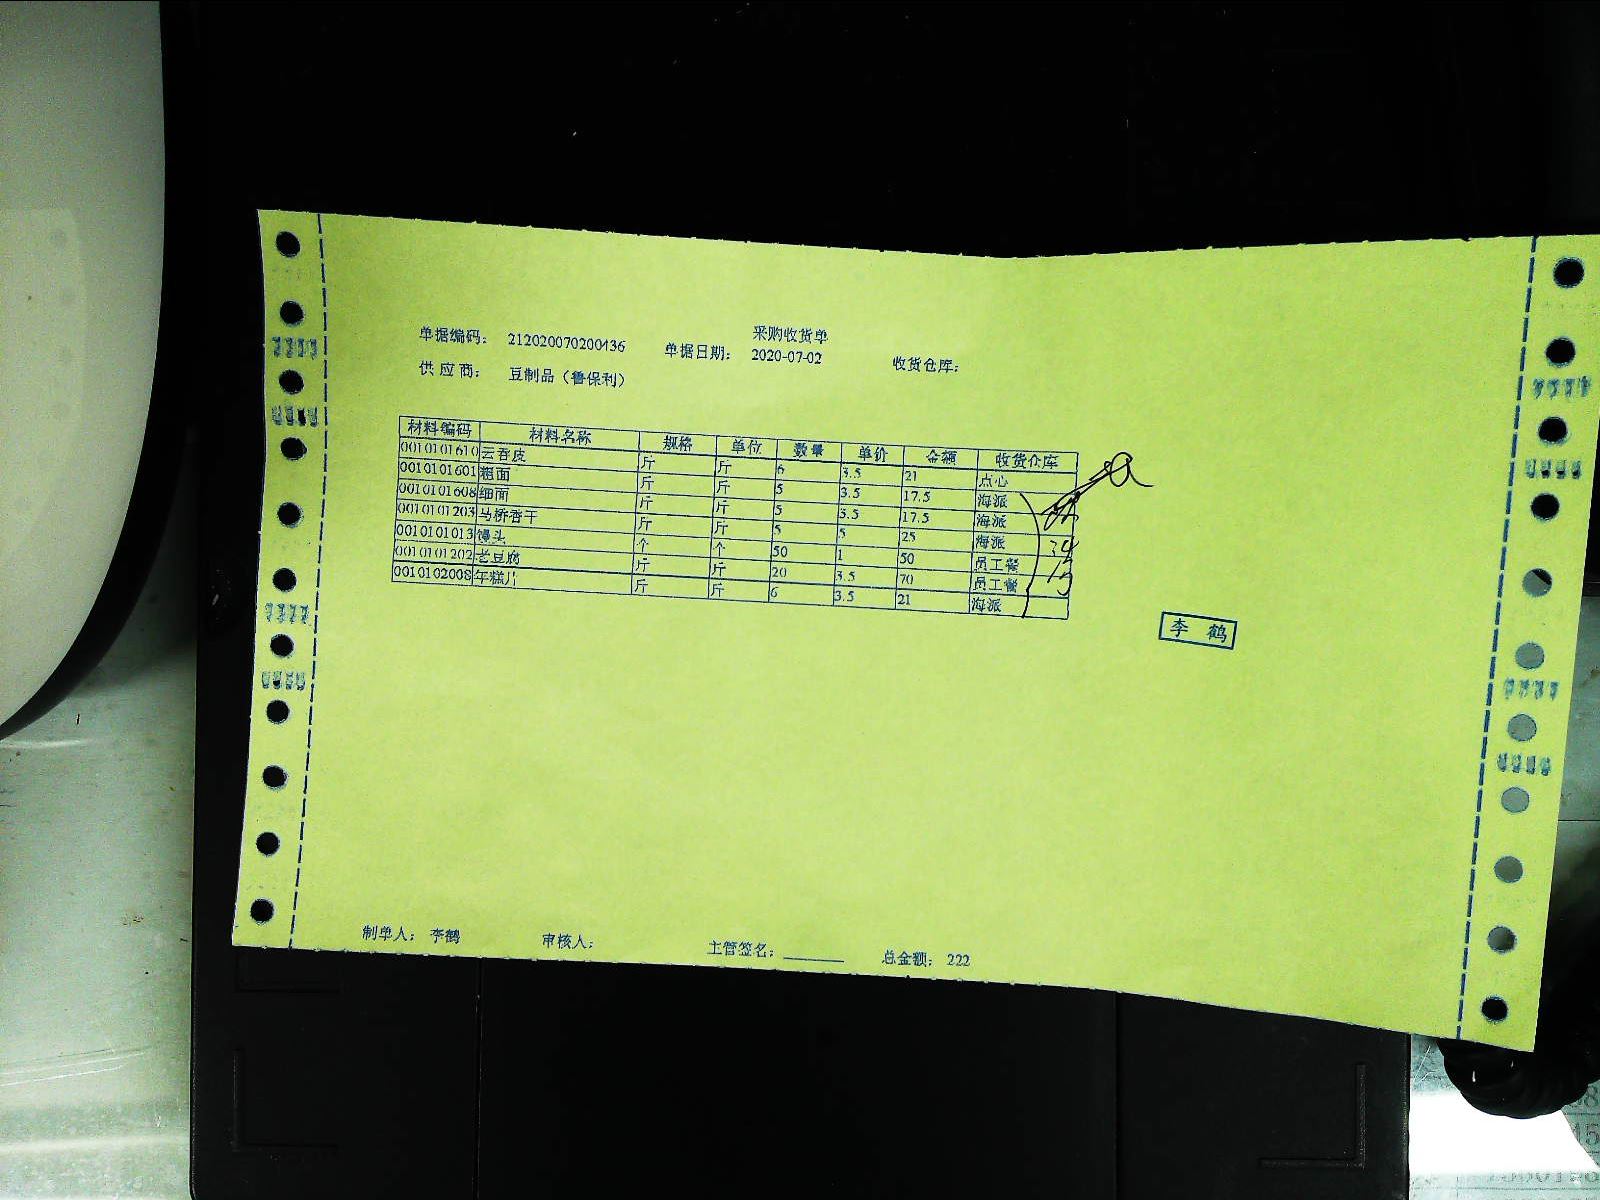 采购收货单
单据编码： 212020070200436 单据日期： 2020-07-02 收货仓库：
供应商： 豆制品（鲁保利）
材料编码 材料名称 规格 单位 数量 单价 金额 收货仓库
0010101610 云吞皮 斤 斤 6 3.5 21 点心
0010101601 粗面 斤 斤 5 3.5 17.5 海派
0010101608 细面 斤 斤 5 3.5 17.5 海派
0010101203 马桥香干 斤 斤 5 5 25 海派
0010101013 馒头 个 个 50 1 50 员工餐
0010101202 老豆腐 斤 斤 20 3.5 70 员工餐
0010102008 年糕片 斤 斤 6 3.5 21 海派
李 鹤
制单人： 李鹤 审核人： 主管签名： 总金额： 222